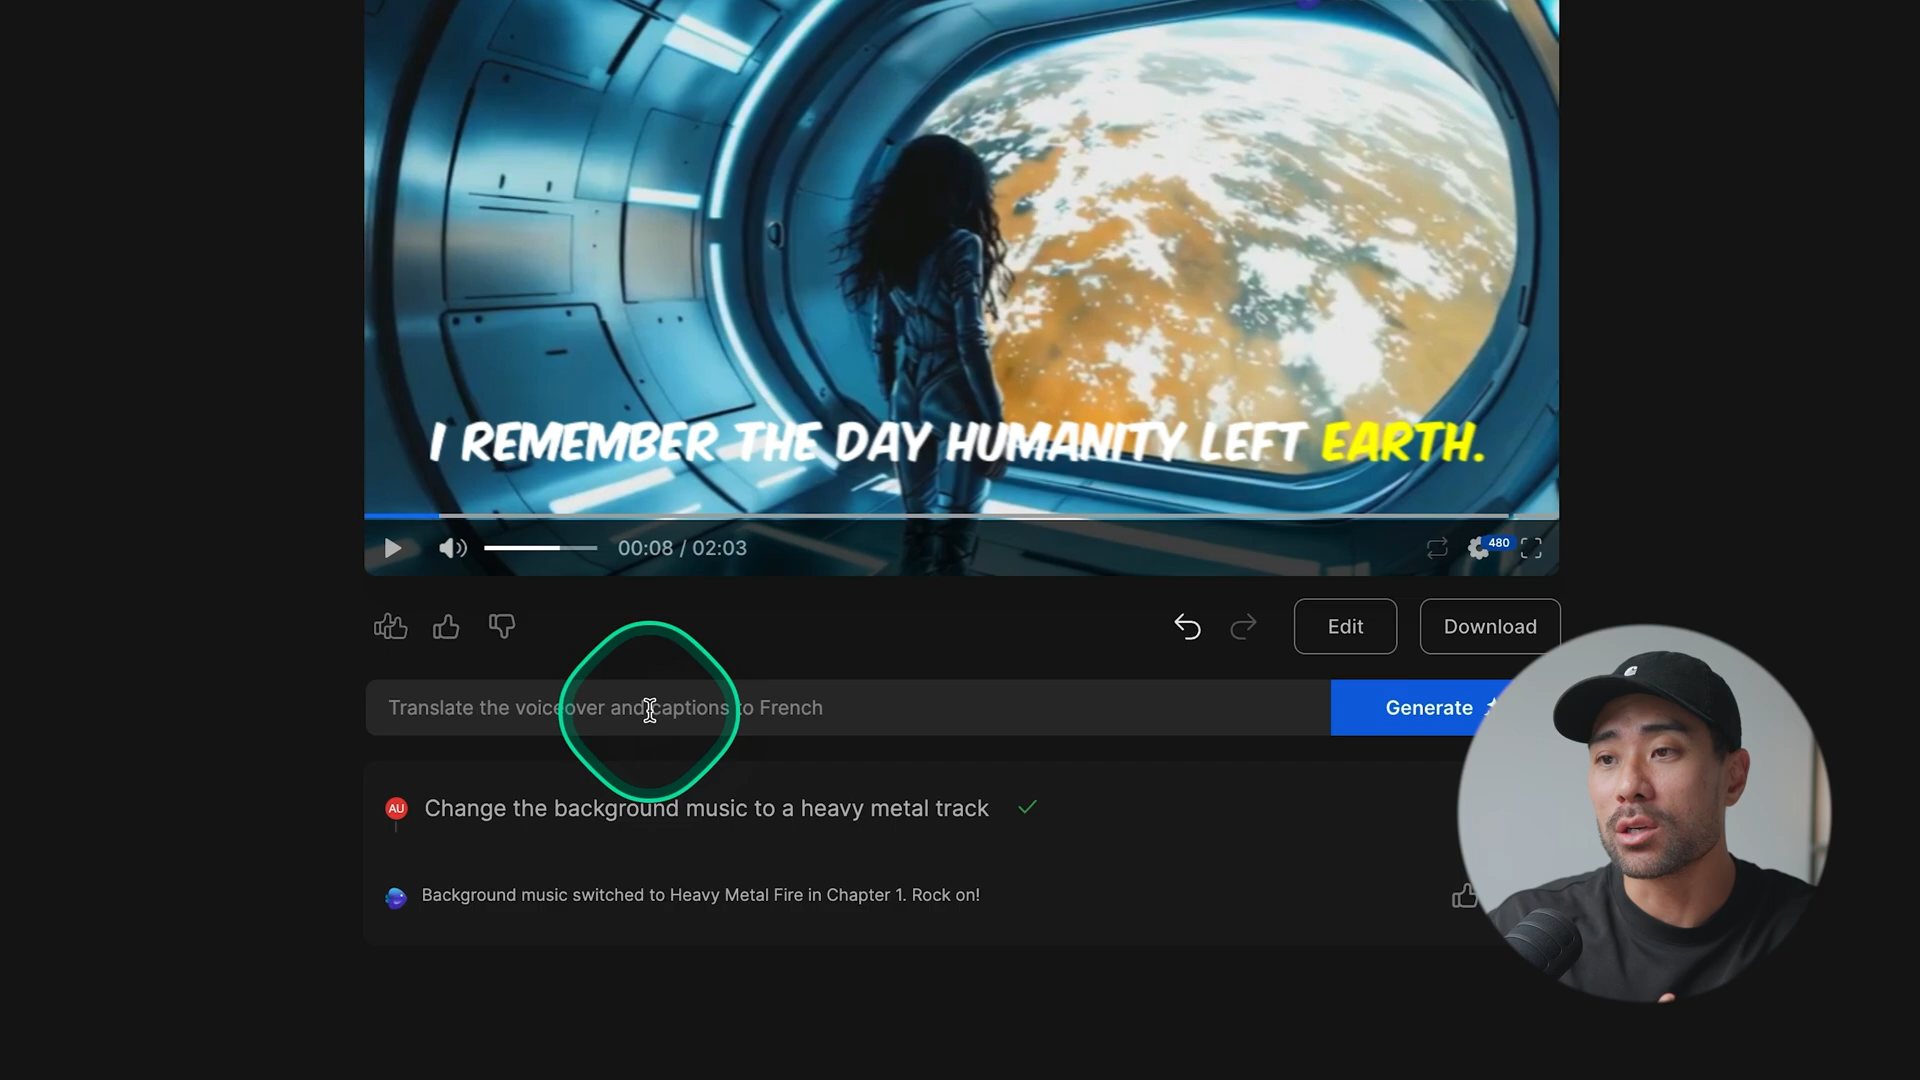 I REMEMBER THE DAY HUMANITY LEFT EARTH.
00:08 / 02:03
480
Edit
Download
Translate the voiceover and captions to French
Generate
AU
Change the background music to a heavy metal track
Background music switched to Heavy Metal Fire in Chapter 1. Rock on!